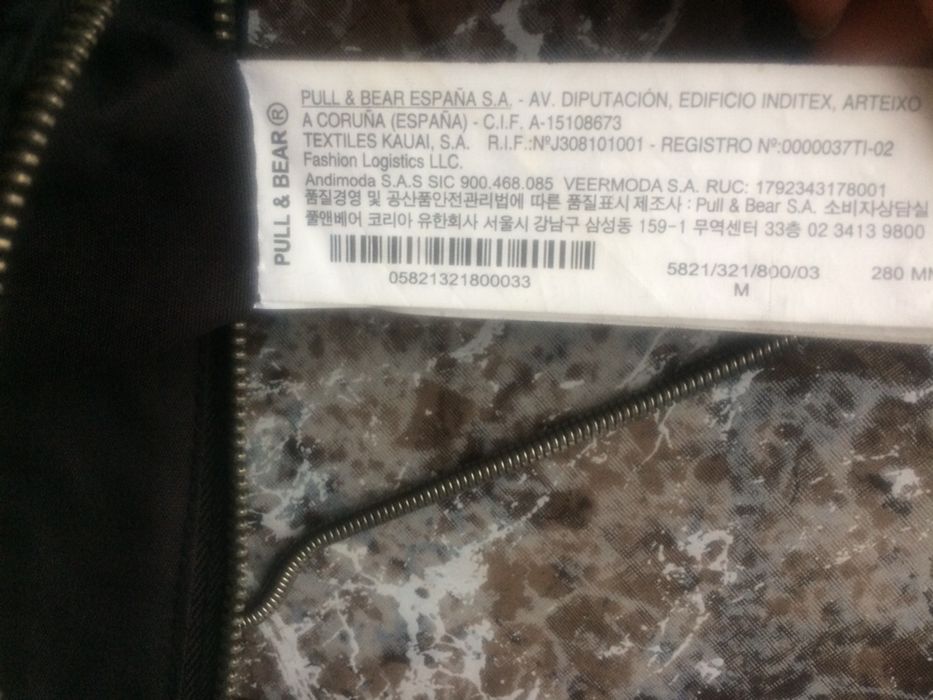 PULL & BEAR®
PULL & BEAR ESPAÑA S.A. - AV. DIPUTACIÓN, EDIFICIO INDITEX, ARTEIXO
A CORUÑA (ESPAÑA) - C.I.F. A-15108673
TEXTILES KAUAI, S.A. R.I.F.:NºJ308101001 - REGISTRO Nº:0000037TI-02
Fashion Logistics LLC.
Andimoda S.A.S SIC 900.468.085 VEERMODA S.A. RUC: 1792343178001
품질경영 및 공산품안전관리법에 따른 품질표시 제조사 : Pull & Bear S.A. 소비자상담실
풀앤베어 코리아 유한회사 서울시 강남구 삼성동 159-1 무역센터 33층 02 3413 9800
05821321800033
5821/321/800/03 280 MM
M